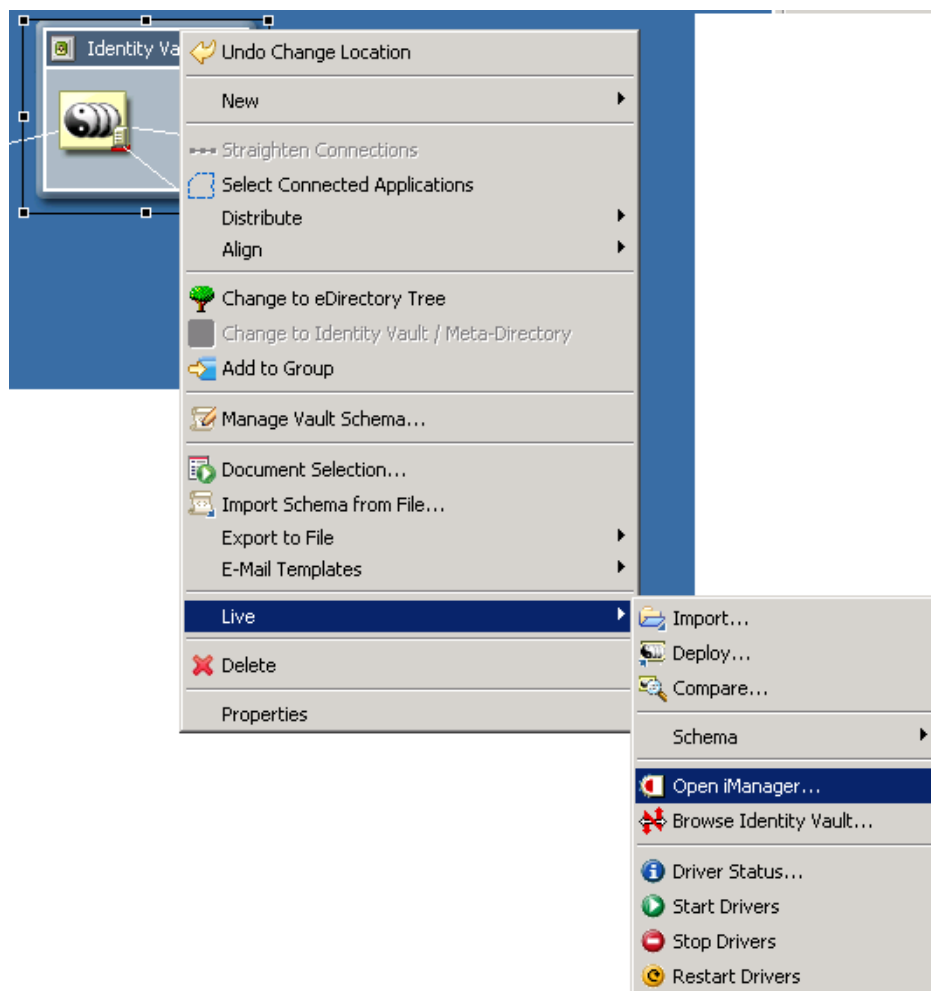 Identity Va
Undo Change Location
New
Straighten Connections
Select Connected Applications
Distribute
Align
Change to eDirectory Tree
Change to Identity Vault / Meta-Directory
Add to Group
Manage Vault Schema...
Document Selection...
Import Schema from File...
Export to File
E-Mail Templates
Live
Delete
Properties
Import...
Deploy...
Compare...
Schema
Open iManager...
Browse Identity Vault...
Driver Status...
Start Drivers
Stop Drivers
Restart Drivers